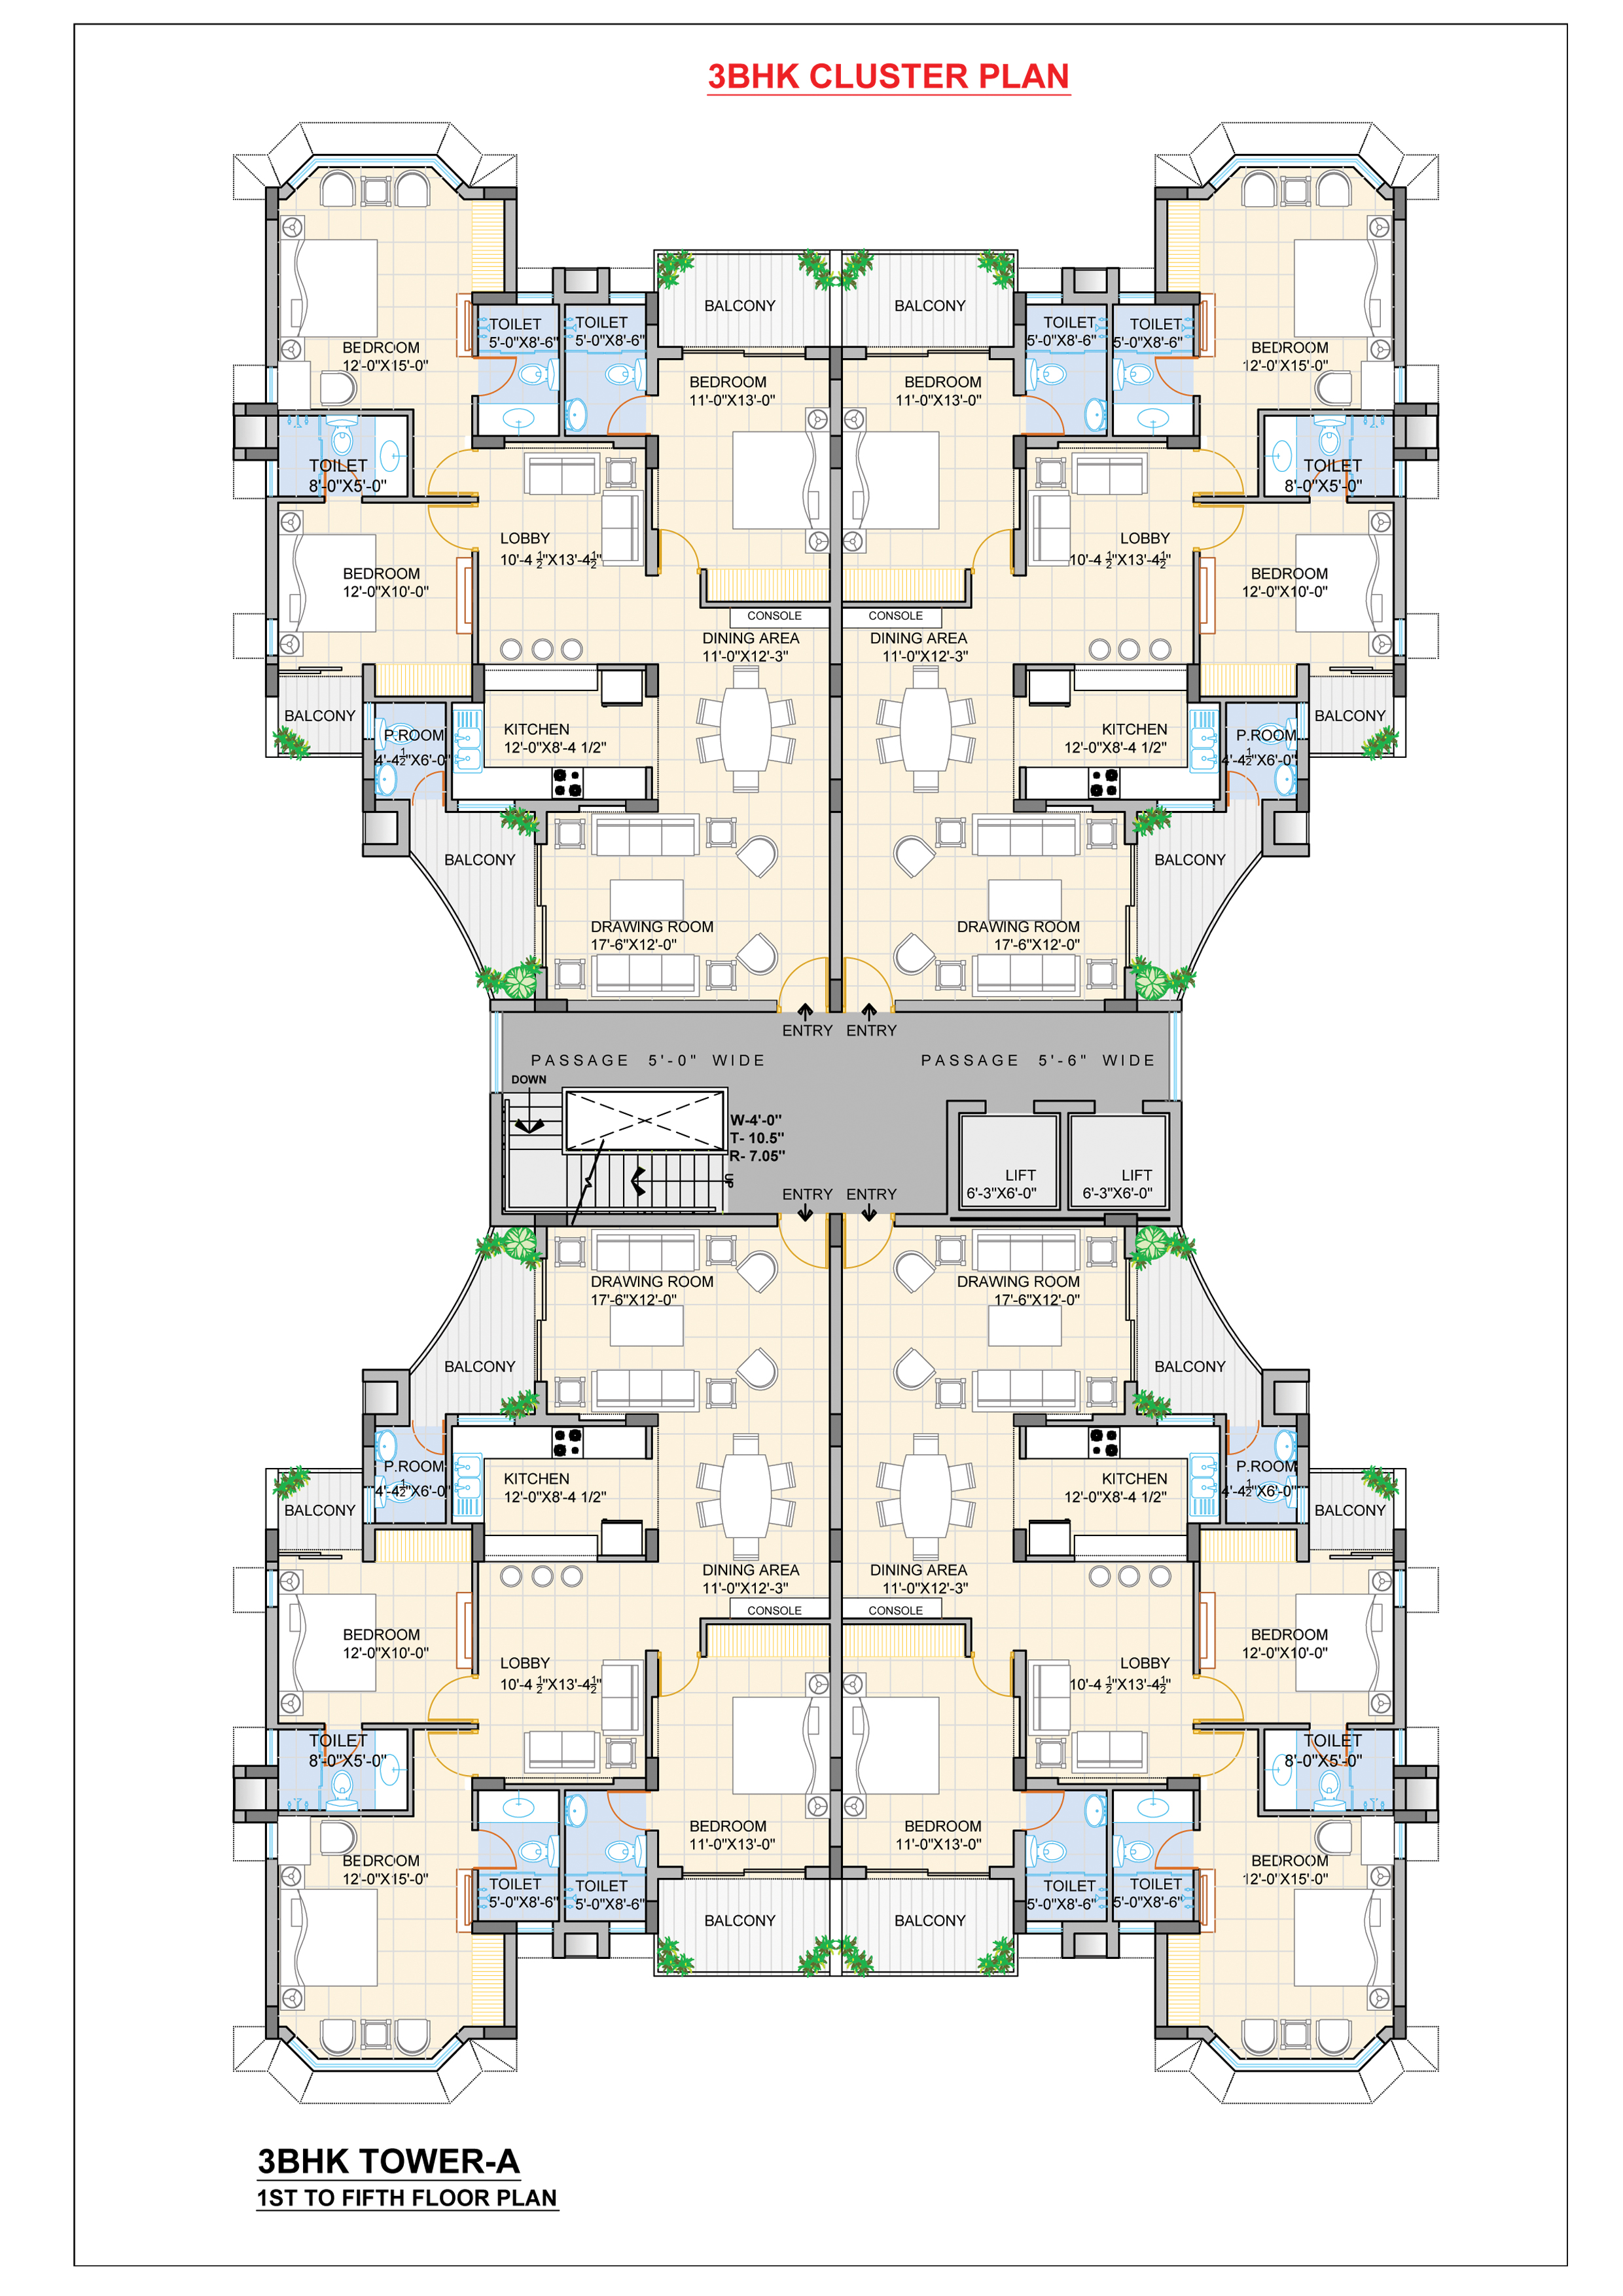 3BHK CLUSTER PLAN
BALCONY
BALCONY
TOILET
5'-0"X8'-6"
TOILET
5'-0"X8'-6"
TOILET
5'-0"X8'-6"
TOILET
5'-0"X8'-6"
BEDROOM
12'-0"X15'-0"
BEDROOM
11'-0"X13'-0"
BEDROOM
11'-0"X13'-0"
BEDROOM
12'-0"X15'-0"
TOILET
8'-0"X5'-0"
TOILET
8'-0"X5'-0"
LOBBY
10'-4 1/2"X13'-4 1/2"
LOBBY
10'-4 1/2"X13'-4 1/2"
BEDROOM
12'-0"X10'-0"
BEDROOM
12'-0"X10'-0"
CONSOLE
CONSOLE
DINING AREA
11'-0"X12'-3"
DINING AREA
11'-0"X12'-3"
BALCONY
P.ROOM
4'-4 1/2"X6'-0"
KITCHEN
12'-0"X8'-4 1/2"
KITCHEN
12'-0"X8'-4 1/2"
P.ROOM
4'-4 1/2"X6'-0"
BALCONY
BALCONY
BALCONY
DRAWING ROOM
17'-6"X12'-0"
DRAWING ROOM
17'-6"X12'-0"
ENTRY
ENTRY
PASSAGE 5'-0" WIDE
PASSAGE 5'-6" WIDE
DOWN
W-4'-0"
T- 10.5"
R- 7.05"
UP
LIFT
6'-3"X6'-0"
LIFT
6'-3"X6'-0"
ENTRY
ENTRY
DRAWING ROOM
17'-6"X12'-0"
DRAWING ROOM
17'-6"X12'-0"
BALCONY
BALCONY
BALCONY
P.ROOM
4'-4 1/2"X6'-0"
KITCHEN
12'-0"X8'-4 1/2"
KITCHEN
12'-0"X8'-4 1/2"
P.ROOM
4'-4 1/2"X6'-0"
BALCONY
DINING AREA
11'-0"X12'-3"
DINING AREA
11'-0"X12'-3"
CONSOLE
CONSOLE
BEDROOM
12'-0"X10'-0"
BEDROOM
12'-0"X10'-0"
LOBBY
10'-4 1/2"X13'-4 1/2"
LOBBY
10'-4 1/2"X13'-4 1/2"
TOILET
8'-0"X5'-0"
TOILET
8'-0"X5'-0"
BEDROOM
12'-0"X15'-0"
BEDROOM
11'-0"X13'-0"
BEDROOM
11'-0"X13'-0"
BEDROOM
12'-0"X15'-0"
TOILET
5'-0"X8'-6"
TOILET
5'-0"X8'-6"
TOILET
5'-0"X8'-6"
TOILET
5'-0"X8'-6"
BALCONY
BALCONY
3BHK TOWER-A
1ST TO FIFTH FLOOR PLAN